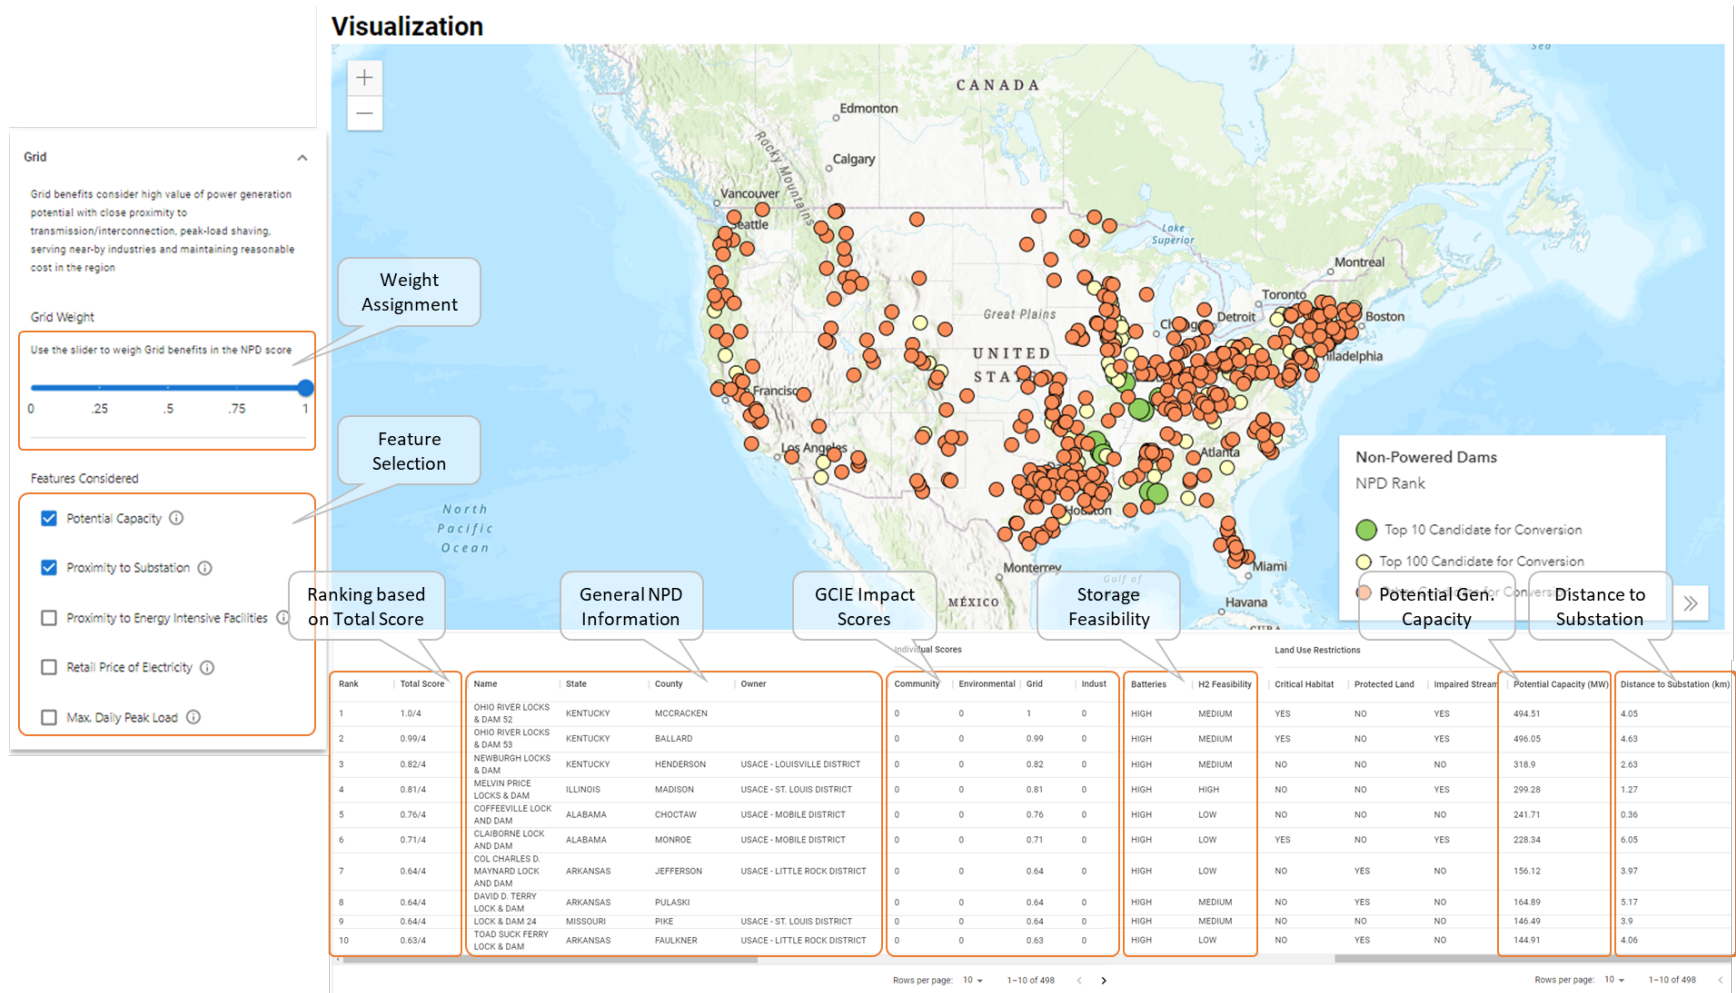 Visualization
Grid
Grid benefits consider high value of power generation
potential with close proximity to
transmission/interconnection, peak-load shaving,
serving near-by industries and maintaining reasonable
cost in the region
Grid Weight
Use the slider to weigh Grid benefits in the NPD score
0 .25 .5 .75 1
Features Considered
Potential Capacity
Proximity to Substation
Proximity to Energy Intensive Facilities
Retail Price of Electricity
Max. Daily Peak Load
Weight
Assignment
Feature
Selection
Sea
CANADA
Edmonton
Calgary
Rocky Mountains
Vancouver
Seattle
Lake
Superior
Montreal
Toronto
Detroit
Boston
Great Plains
UNITED
Philadelphia
Francisco
Los Angeles
Atlanta
Houston
North
Pacific
Ocean
Monterrey
Gulf of
MÉXICO
Miami
Havana
CUBA
Non-Powered Dams
NPD Rank
Top 10 Candidate for Conversion
Top 100 Candidate for Conversion
Ranking based
on Total Score
General NPD
Information
GCIE Impact
Scores
Storage
Feasibility
Potential Gen.
Capacity
Distance to
Substation
Individual Scores Land Use Restrictions
Rank Total Score Name State County Owner Community Environmental Grid Indust Batteries H2 Feasibility Critical Habitat Protected Land Impaired Stream Potential Capacity (MW) Distance to Substation (km)
1 1.0/4 OHIO RIVER LOCKS & DAM 52 KENTUCKY MCCRACKEN 0 0 1 0 HIGH MEDIUM YES NO YES 494.51 4.05
2 0.99/4 OHIO RIVER LOCKS & DAM 53 KENTUCKY BALLARD 0 0 0.99 0 HIGH MEDIUM YES NO YES 496.05 4.63
3 0.82/4 NEWBURGH LOCKS & DAM KENTUCKY HENDERSON USACE - LOUISVILLE DISTRICT 0 0 0.82 0 HIGH MEDIUM NO NO NO 318.9 2.63
4 0.81/4 MELVIN PRICE LOCKS & DAM ILLINOIS MADISON USACE - ST. LOUIS DISTRICT 0 0 0.81 0 HIGH HIGH NO NO YES 299.28 1.27
5 0.76/4 COFFEEVILLE LOCK AND DAM ALABAMA CHOCTAW USACE - MOBILE DISTRICT 0 0 0.76 0 HIGH LOW NO NO NO 241.71 0.36
6 0.71/4 CLAIBORNE LOCK AND DAM ALABAMA MONROE USACE - MOBILE DISTRICT 0 0 0.71 0 HIGH LOW YES NO YES 228.34 6.05
7 0.64/4 COL CHARLES D. MAYNARD LOCK AND DAM ARKANSAS JEFFERSON USACE - LITTLE ROCK DISTRICT 0 0 0.64 0 HIGH LOW NO YES NO 156.12 3.97
8 0.64/4 DAVID D. TERRY LOCK & DAM ARKANSAS PULASKI 0 0 0.64 0 HIGH MEDIUM NO YES NO 164.89 5.17
9 0.64/4 LOCK & DAM 24 MISSOURI PIKE USACE - ST. LOUIS DISTRICT 0 0 0.64 0 HIGH MEDIUM NO NO NO 146.49 3.9
10 0.63/4 TOAD SUCK FERRY LOCK & DAM ARKANSAS FAULKNER USACE - LITTLE ROCK DISTRICT 0 0 0.63 0 HIGH LOW NO YES NO 144.91 4.06
Rows per page: 10 1–10 of 498 Rows per page: 10 1–10 of 498